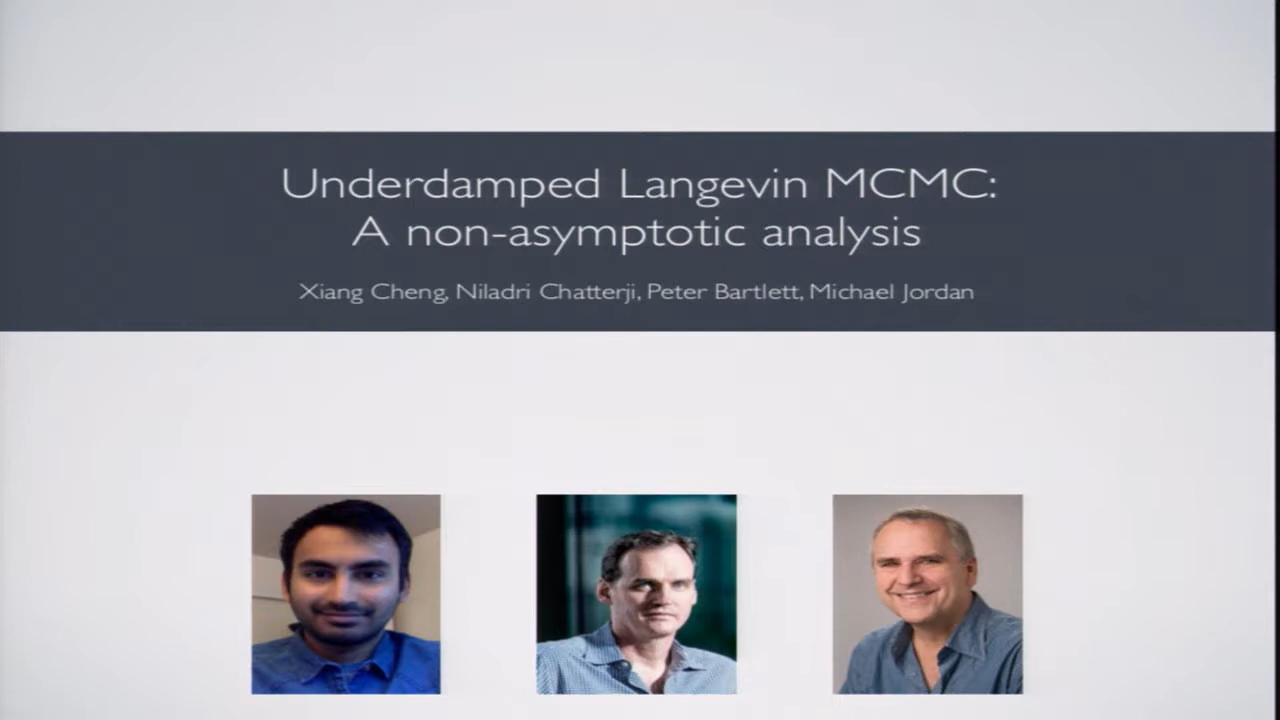 Underdamped Langevin MCMC:
A non-asymptotic analysis
Xiang Cheng, Niladri Chatterji, Peter Bartlett, Michael Jordan